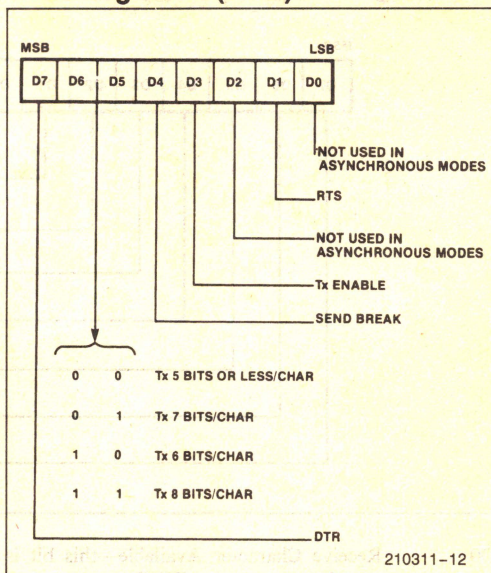 MSB LSB
D7 D6 D5 D4 D3 D2 D1 D0
NOT USED IN
ASYNCHRONOUS MODES
RTS
NOT USED IN
ASYNCHRONOUS MODES
Tx ENABLE
SEND BREAK
0 0 Tx 5 BITS OR LESS/CHAR
0 1 Tx 7 BITS/CHAR
1 0 Tx 6 BITS/CHAR
1 1 Tx 8 BITS/CHAR
DTR
210311-12